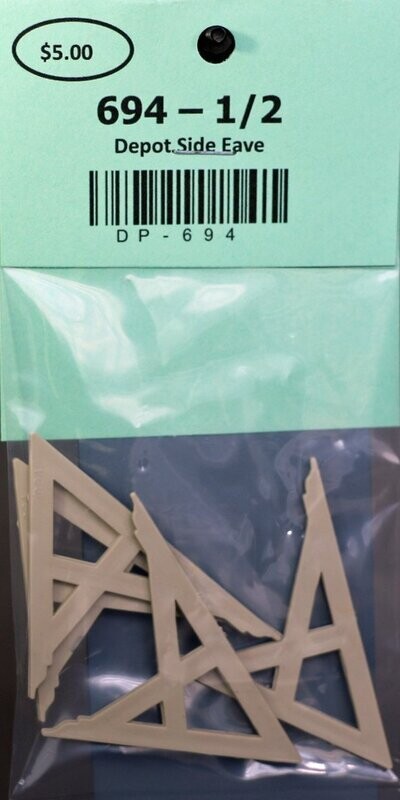 $5.00
694 – 1/2
Depot Side Eave
DP-694